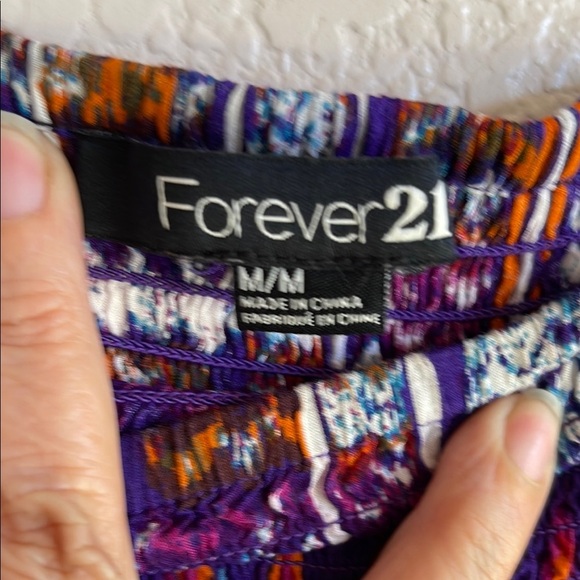 Forever21
M/M
MADE IN CHINA
FABRIQUÉ EN CHINE